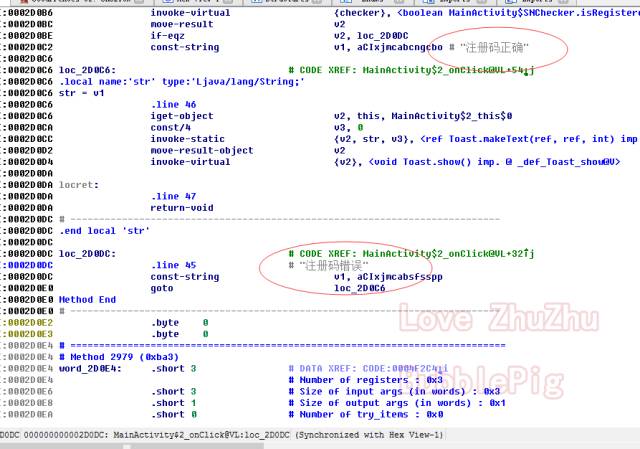 :0002D0B6 invoke-virtual {checker}, <boolean MainActivity$SNChecker.isRegiste
E:0002D0BC move-result v2
E:0002D0BE if-eqz v2, loc_2D0DC
E:0002D0C2 const-string v1, aCIxjmcabcngcbo # "注册码正确"
E:0002D0C6
E:0002D0C6 loc_2D0C6: # CODE XREF: MainActivity$2_onClick@VL+54↓j
E:0002D0C6 .local name:'str' type:'Ljava/lang/String;'
E:0002D0C6 str = v1
E:0002D0C6 .line 46
E:0002D0C6 iget-object v2, this, MainActivity$2_this$0
E:0002D0CA const/4 v3, 0
E:0002D0CC invoke-static {v2, str, v3}, <ref Toast.makeText(ref, ref, int) imp
E:0002D0D2 move-result-object v2
E:0002D0D4 invoke-virtual {v2}, <void Toast.show() imp. @ _def_Toast_show@V>
E:0002D0DA
E:0002D0DA locret:
E:0002D0DA .line 47
E:0002D0DA return-void
E:0002D0DC # ---------------------------------------------------------------
E:0002D0DC .end local 'str'
E:0002D0DC
E:0002D0DC loc_2D0DC: # CODE XREF: MainActivity$2_onClick@VL+32↑j
E:0002D0DC .line 45 # "注册码错误"
E:0002D0DC const-string v1, aCIxjmcabsfsspp
E:0002D0E0 goto loc_2D0C6
E:0002D0E0 Method End
E:0002D0E0 # ---------------------------------------------------------------
E:0002D0E2 .byte 0
E:0002D0E3 .byte 0
E:0002D0E4 # ===============================================================
E:0002D0E4 # Method 2979 (0xba3)
E:0002D0E4 word_2D0E4: .short 3 # DATA XREF: CODE:0004F2C4↓i
E:0002D0E4 # Number of registers : 0x3
E:0002D0E6 .short 3 # Size of input args (in words) : 0x3
E:0002D0E8 .short 1 # Size of output args (in words) : 0x1
E:0002D0EA .short 0 # Number of try_items : 0x0
Love ZhuZhu
BubblePig
D0DC 000000000002D0DC: MainActivity$2_onClick@VL:loc_2D0DC (Synchronized with Hex View-1)